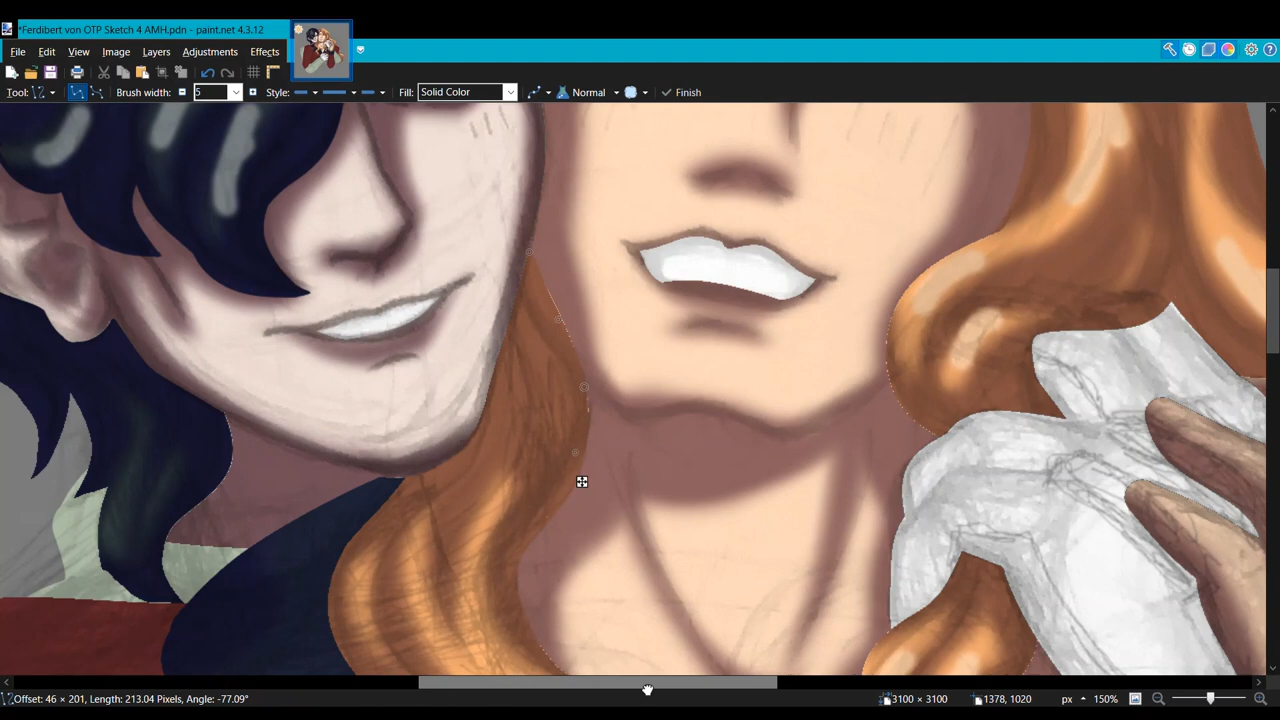 *Ferdibert von OTP Sketch 4 AMH.pdn - paint.net 4.3.12
File Edit View Image Layers Adjustments Effects
Tool: Brush width: 5 Style: Fill: Solid Color Normal Finish
Offset: 46 × 201, Length: 213.04 Pixels, Angle: -77.09° 3100 × 3100 1378, 1020 px 150%